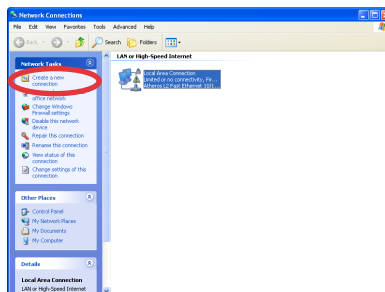 Network Connections
File Edit View Favorites Tools Advanced Help
Back Search Folders
Network Tasks
Create a new
connection
office network
Change Windows
Firewall settings
Disable this network
device
Repair this connection
Rename this connection
View status of this
connection
Change settings of this
connection
Other Places
Control Panel
My Network Places
My Documents
My Computer
Details
Local Area Connection
LAN or High-Speed Internet
LAN or High-Speed Internet
Local Area Connection
Limited or no connectivity, Fir...
Atheros L2 Fast Ethernet 10/1...